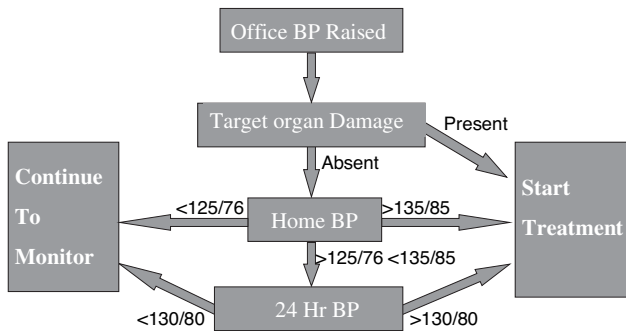 Office BP Raised
Target organ Damage
Present
Absent
Continue
To
Monitor
<125/76
Home BP
>135/85
Start
Treatment
>125/76 <135/85
<130/80
24 Hr BP
>130/80